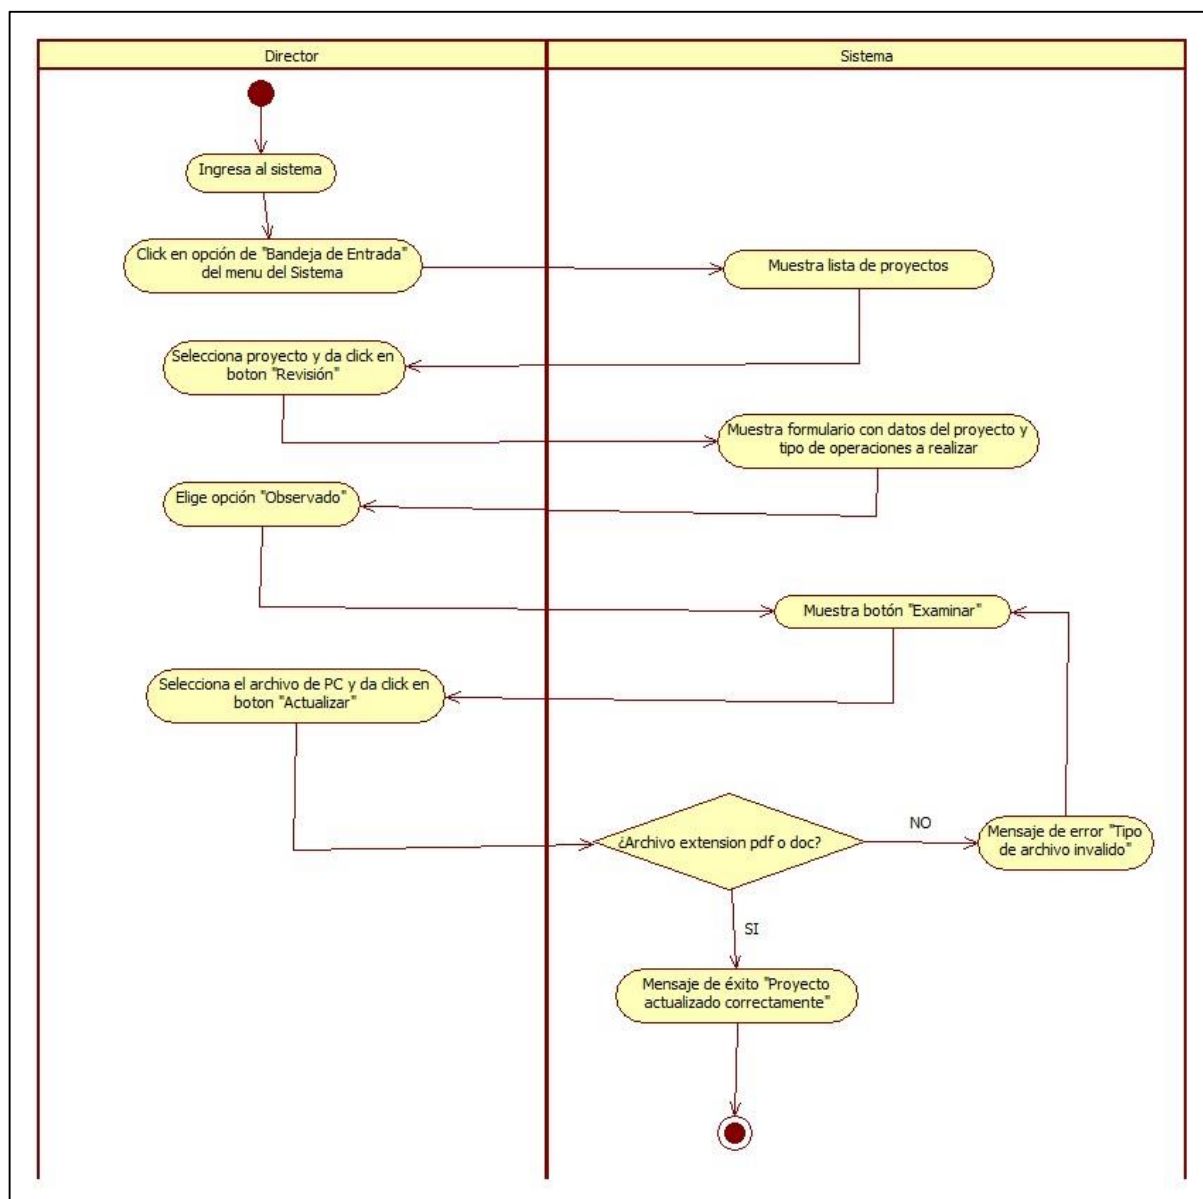 Director
Sistema
Ingresa al sistema
Click en opción de "Bandeja de Entrada"
del menu del Sistema
Muestra lista de proyectos
Selecciona proyecto y da click en
boton "Revisión"
Muestra formulario con datos del proyecto y
tipo de operaciones a realizar
Elige opción "Observado"
Muestra botón "Examinar"
Selecciona el archivo de PC y da click en
boton "Actualizar"
¿Archivo extension pdf o doc?
NO
Mensaje de error "Tipo
de archivo invalido"
SI
Mensaje de éxito "Proyecto
actualizado correctamente"